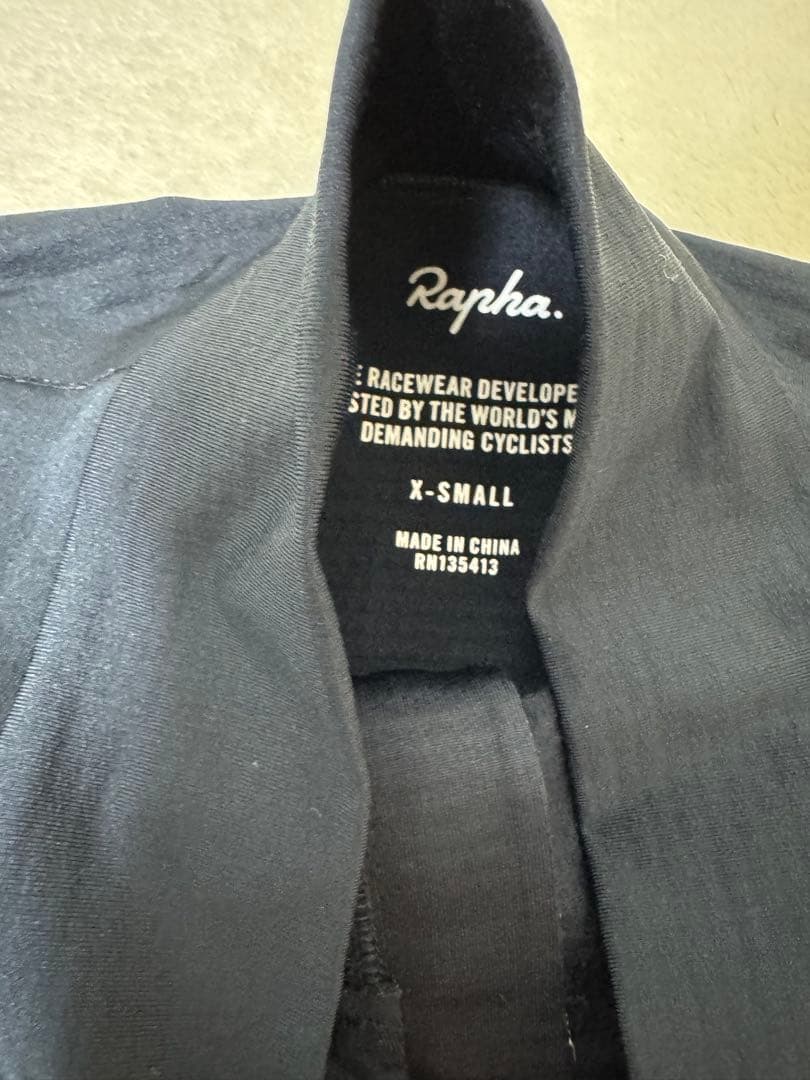 Rapha.
RACEWEAR DEVELOPE
STED BY THE WORLD'S M
DEMANDING CYCLISTS
X-SMALL
MADE IN CHINA
RN135413